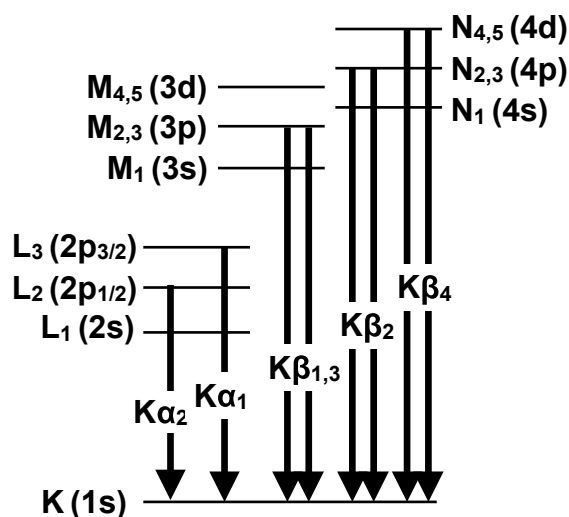 N4,5 (4d)
N2,3 (4p)
N1 (4s)
M4,5 (3d)
M2,3 (3p)
M1 (3s)
L3 (2p3/2)
L2 (2p1/2)
L1 (2s)
Kα2
Kα1
Kβ1,3
Kβ2
Kβ4
K (1s)